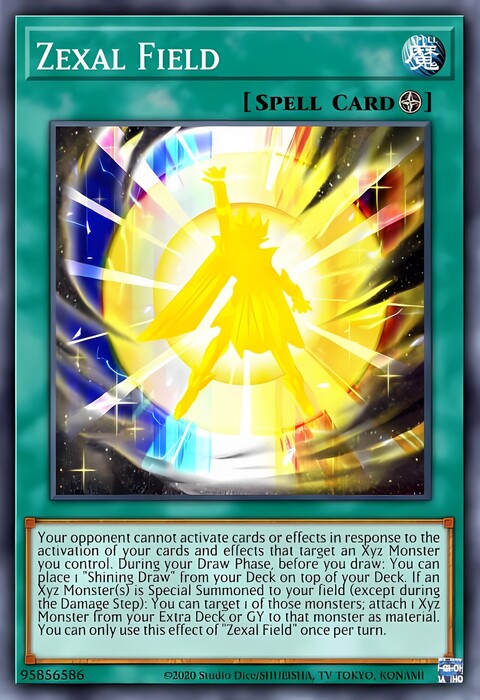 ZEXAL FIELD
魔
[SPELL CARD]
Your opponent cannot activate cards or effects in response to the
activation of your cards and effects that target an Xyz Monster
you control. During your Draw Phase, before you draw: You can
place 1 "Shining Draw" from your Deck on top of your Deck. If an
Xyz Monster(s) is Special Summoned to your field (except during
the Damage Step): You can target 1 of those monsters; attach 1 Xyz
Monster from your Extra Deck or GY to that monster as material.
You can only use this effect of "Zexal Field" once per turn.
95856586
©2020 Studio Dice/SHUEISHA, TV TOKYO, KONAMI